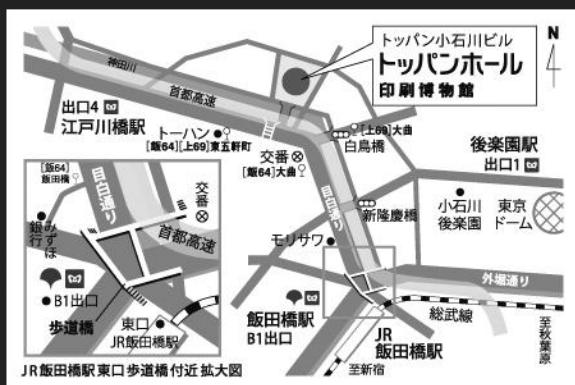 トッパン小石川ビル
トッパンホール
印刷博物館
N
神田川
首都高速
出口4
江戸川橋駅
トーハン
[飯64][上69]東五軒町
[上69]大曲
白鳥橋
交番
[飯64]大曲
後楽園駅
出口1
目白通り
新隆慶橋
小石川
後楽園
東京
ドーム
モリサワ
外堀通り
飯田橋駅
B1出口
JR
飯田橋駅
総武線
至秋葉原
至新宿
[飯64]
飯田橋
目白通り
交番
みずほ
銀行
首都高速
B1出口
歩道橋
東口
JR飯田橋駅
JR飯田橋駅東口歩道橋付近 拡大図